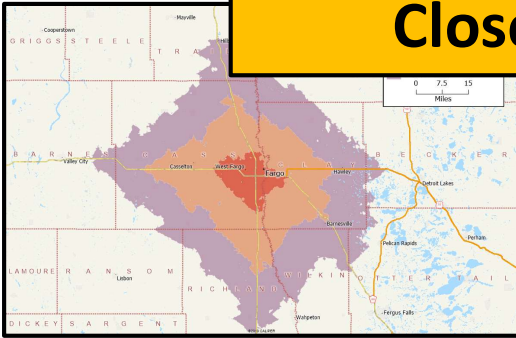 Close
Cooperstown
Mayville
GRIGGS STEELE
TRA
0 7.5 15
Miles
BARNES CASS CLAY BECKER
Valley City
Casselton
West Fargo
Fargo
Hawley
Detroit Lakes
Barnesville
Pelican Rapids
Perham
LAMOURE RANSOM
Lisbon
RICHLAND
WILKIN
OTTER TAIL
Wahpeton
Fergus Falls
DICKEY SARGENT